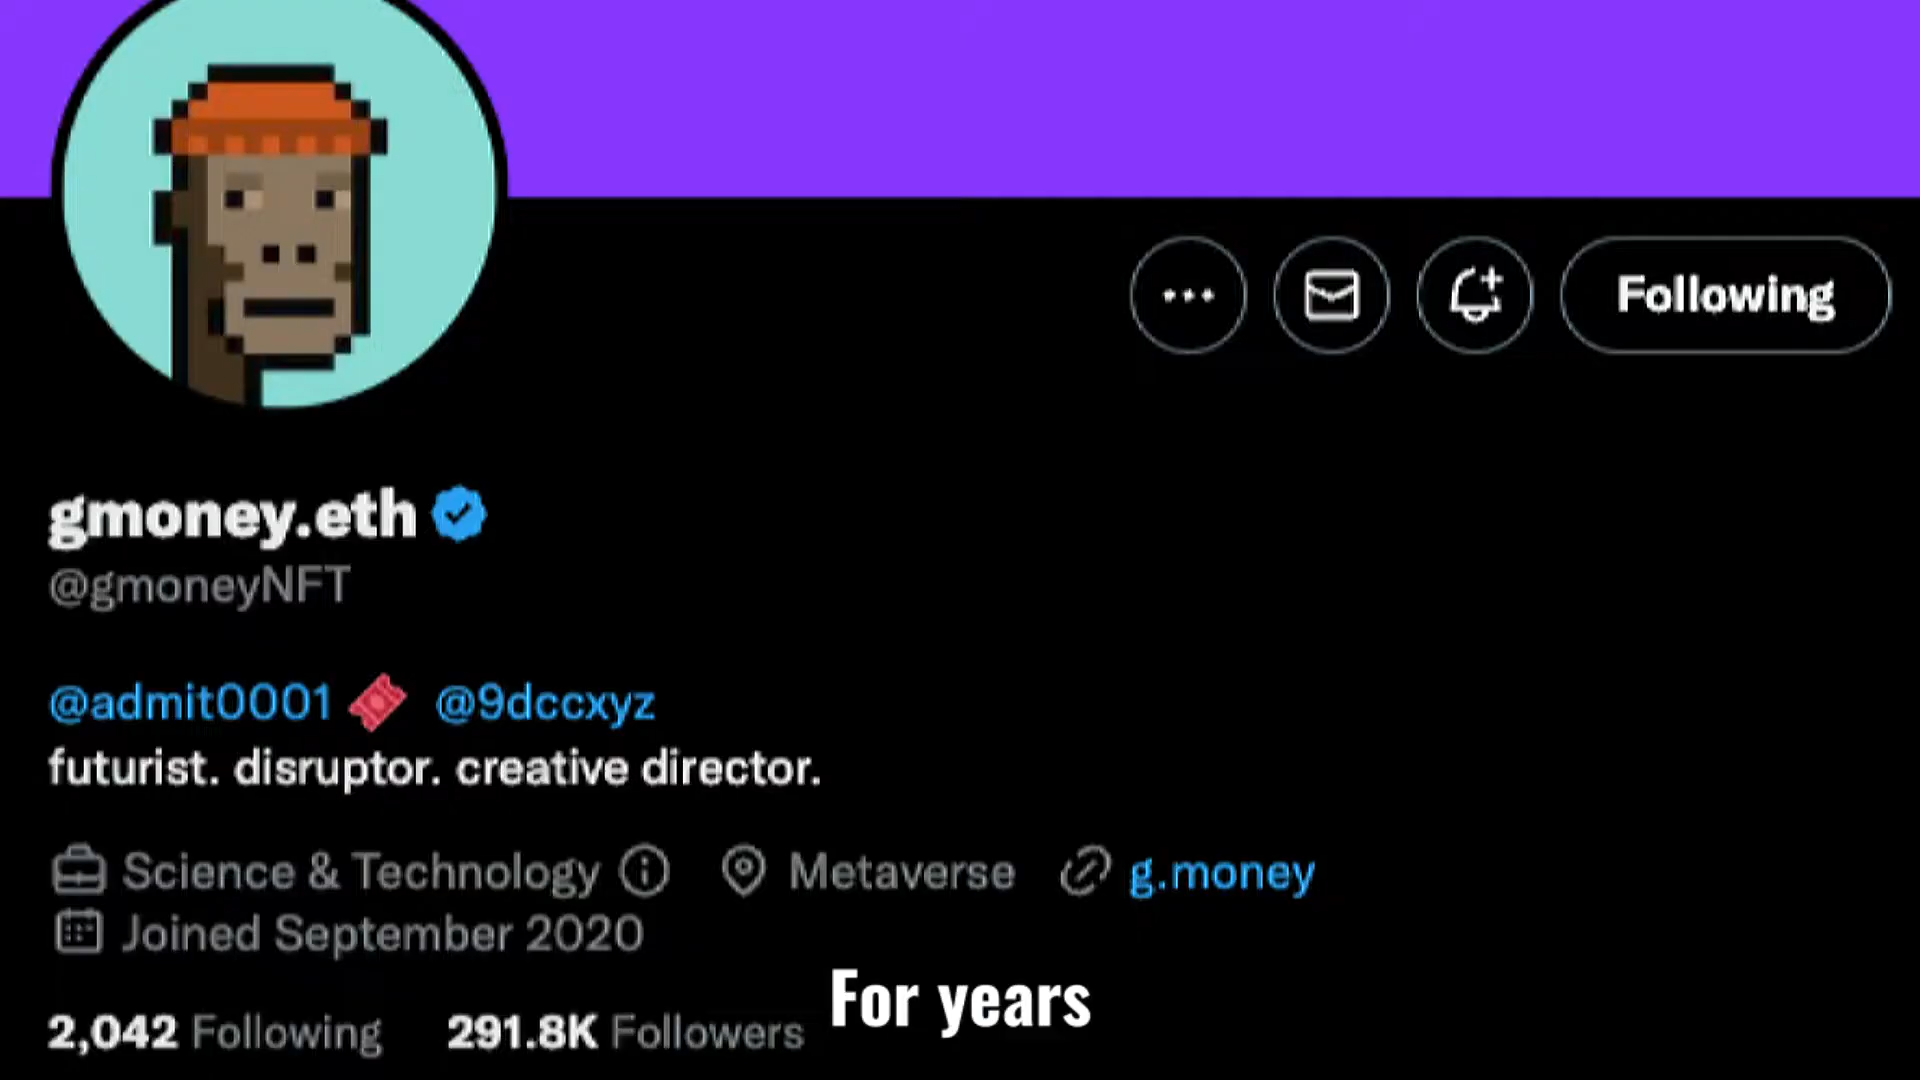 Following
gmoney.eth
@gmoneyNFT
@admit0001 @9dccxyz
futurist. disruptor. creative director.
Science & Technology Metaverse g.money
Joined September 2020
2,042 Following 291.8K Followers
For years